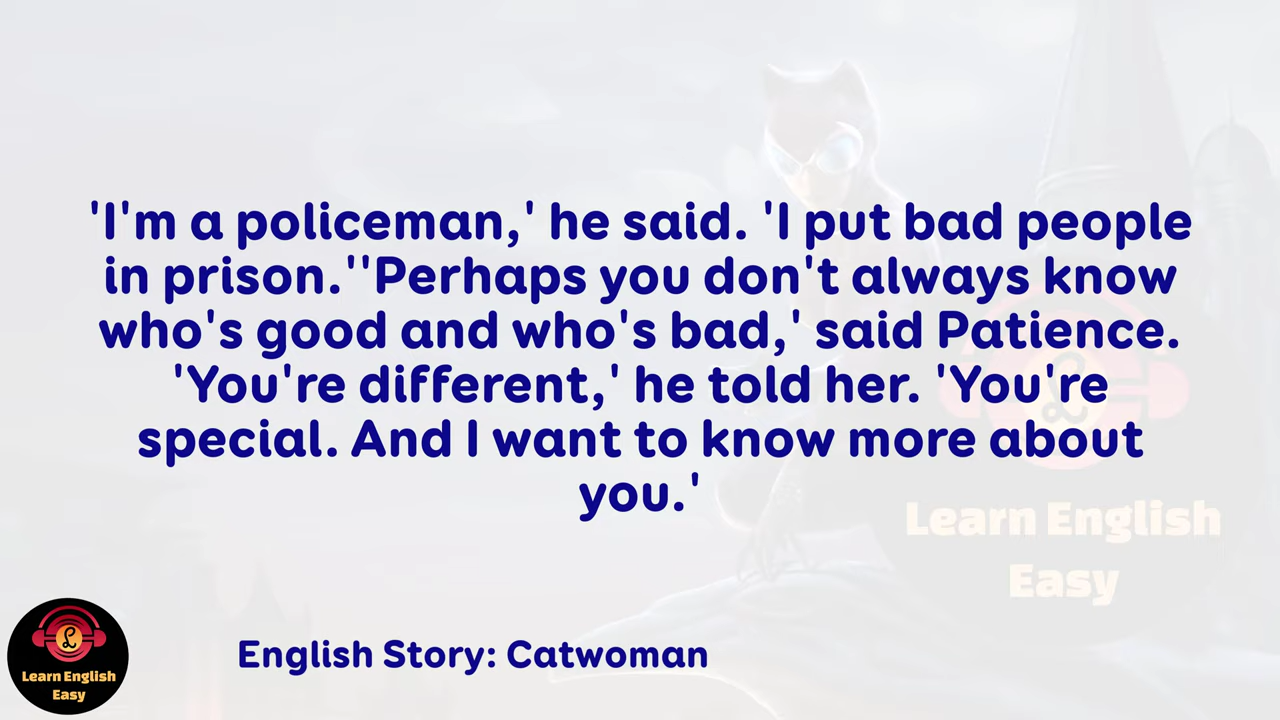 'I'm a policeman,' he said. 'I put bad people
in prison.''Perhaps you don't always know
who's good and who's bad,' said Patience.
'You're different,' he told her. 'You're
special. And I want to know more about
you.'
Learn English
Easy
English Story: Catwoman
L
Learn English
Easy